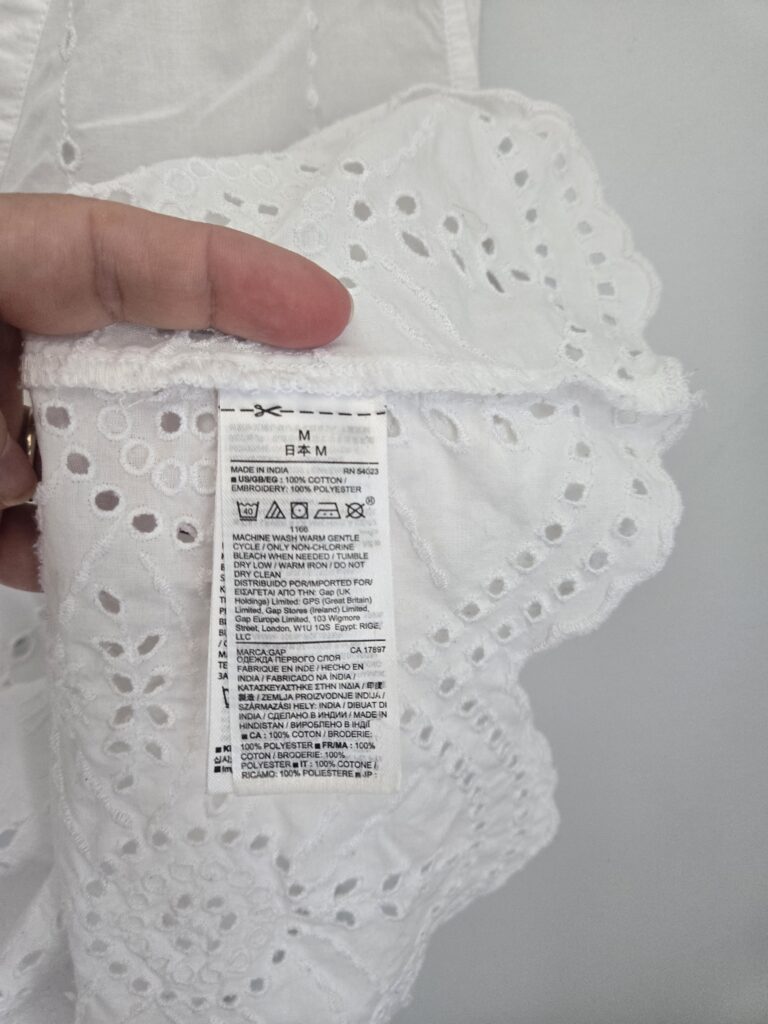 M
日本 M
MADE IN INDIA RN 54023
■ US/GB/EG : 100% COTTON /
EMBROIDERY: 100% POLYESTER
40 R
1166
MACHINE WASH WARM GENTLE
CYCLE / ONLY NON-CHLORINE
BLEACH WHEN NEEDED / TUMBLE
DRY LOW / WARM IRON / DO NOT
DRY CLEAN
DISTRIBUIDO POR/IMPORTED FOR/
ΕΙΣΑΓΕΤΑΙ ΑΠΟ ΤΗΝ: Gap (UK
Holdings) Limited: GPS (Great Britain)
Limited, Gap Stores (Ireland) Limited,
Gap Europe Limited, 103 Wigmore
Street, London, W1U 1QS Egypt: RIGE,
LLC
MARCA:GAP CA 17897
ОДЕЖДА ПЕРВОГО СЛОЯ
FABRIQUE EN INDE / HECHO EN
INDIA / FABRICADO NA ÍNDIA /
ΚΑΤΑΣΚΕΥΑΣΤΗΚΕ ΣΤΗΝ ΙΝΔΙΑ / 印度
製造 / ZEMLJA PROIZVODNJE INDIJA /
SZÁRMAZÁSI HELY: INDIA / DIBUAT DI
INDIA / СДЕЛАНО В ИНДИИ / MADE IN
HINDISTAN / ВИРОБЛЕНО В ІНДІЇ
■ CA : 100% COTON / BRODERIE:
100% POLYESTER ■ FR/MA : 100%
COTON / BRODERIE: 100%
POLYESTER ■ IT : 100% COTONE /
RICAMO: 100% POLIESTERE ■ JP :